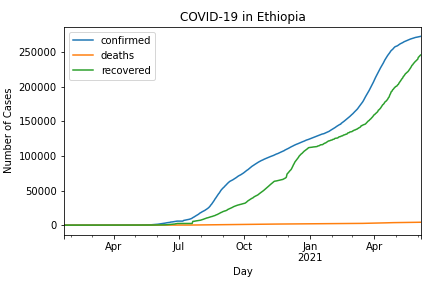 COVID-19 in Ethiopia
confirmed
deaths
recovered
250000
200000
150000
100000
50000
0
Number of Cases
Apr Jul Oct Jan Apr
2021
Day